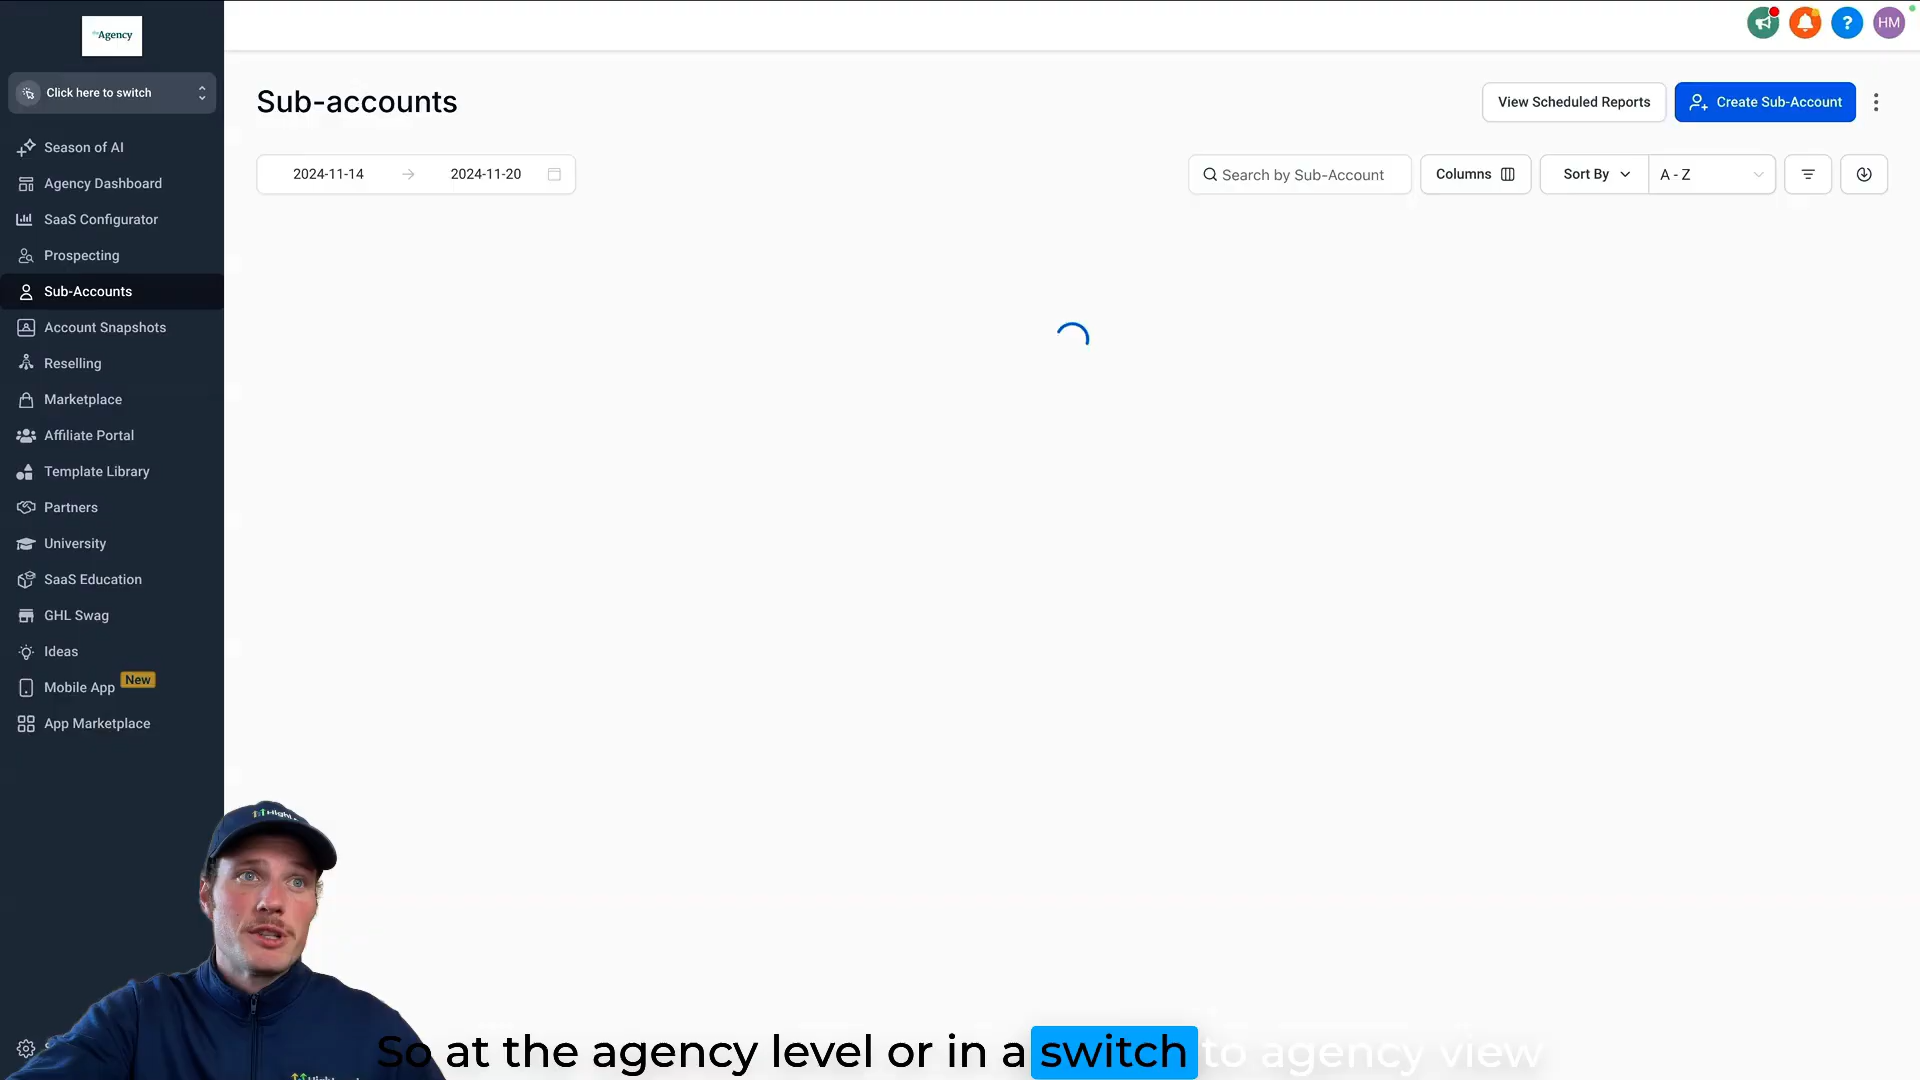 the Agency
HM
Click here to switch
Sub-accounts
View Scheduled Reports
Create Sub-Account
2024-11-14
2024-11-20
Search by Sub-Account
Columns
Sort By
A - Z
Season of AI
Agency Dashboard
SaaS Configurator
Prospecting
Sub-Accounts
Account Snapshots
Reselling
Marketplace
Affiliate Portal
Template Library
Partners
University
SaaS Education
GHL Swag
Ideas
Mobile App New
App Marketplace
So at the agency level or in a switch to agency view